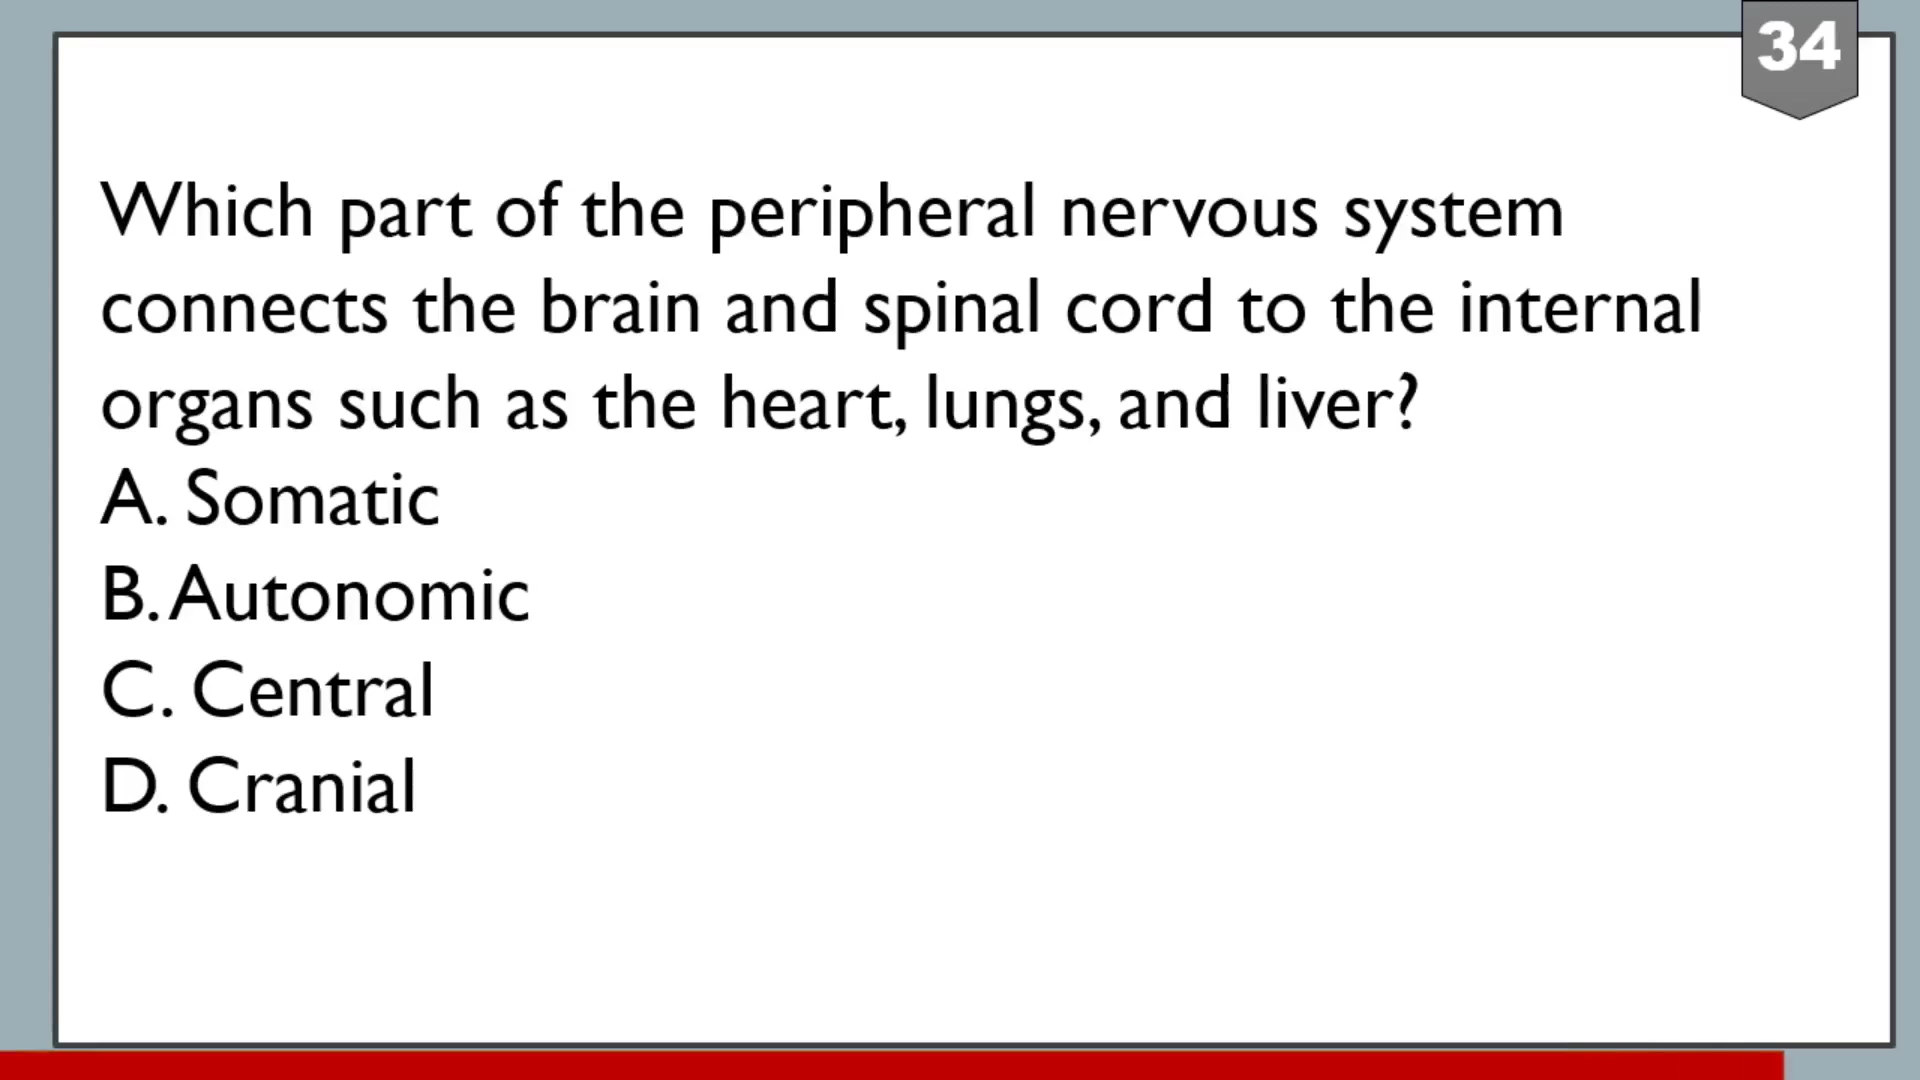 34
Which part of the peripheral nervous system
connects the brain and spinal cord to the internal
organs such as the heart, lungs, and liver?
A. Somatic
B. Autonomic
C. Central
D. Cranial